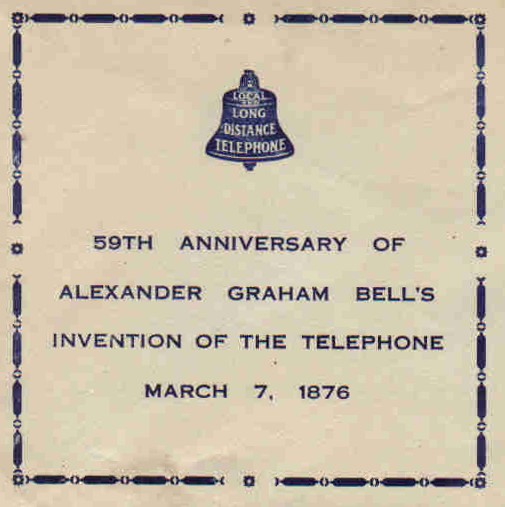 LOCAL
AND
LONG
DISTANCE
TELEPHONE
59TH ANNIVERSARY OF
ALEXANDER GRAHAM BELL'S
INVENTION OF THE TELEPHONE
MARCH 7, 1876